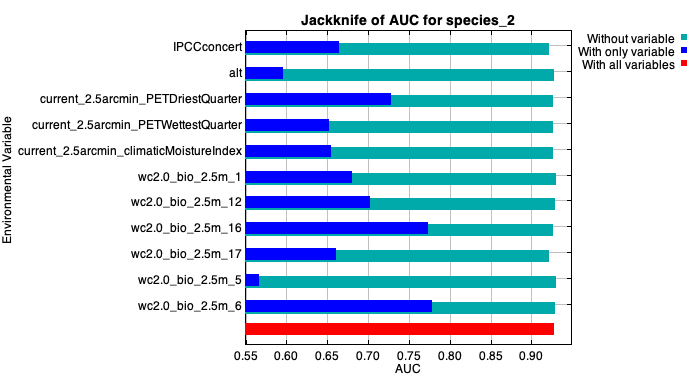 Jackknife of AUC for species_2
Without variable
With only variable
With all variables
Environmental Variable
IPCCconcert
alt
current_2.5arcmin_PETDriestQuarter
current_2.5arcmin_PETWettestQuarter
current_2.5arcmin_climaticMoistureIndex
wc2.0_bio_2.5m_1
wc2.0_bio_2.5m_12
wc2.0_bio_2.5m_16
wc2.0_bio_2.5m_17
wc2.0_bio_2.5m_5
wc2.0_bio_2.5m_6
0.55 0.60 0.65 0.70 0.75 0.80 0.85 0.90
AUC